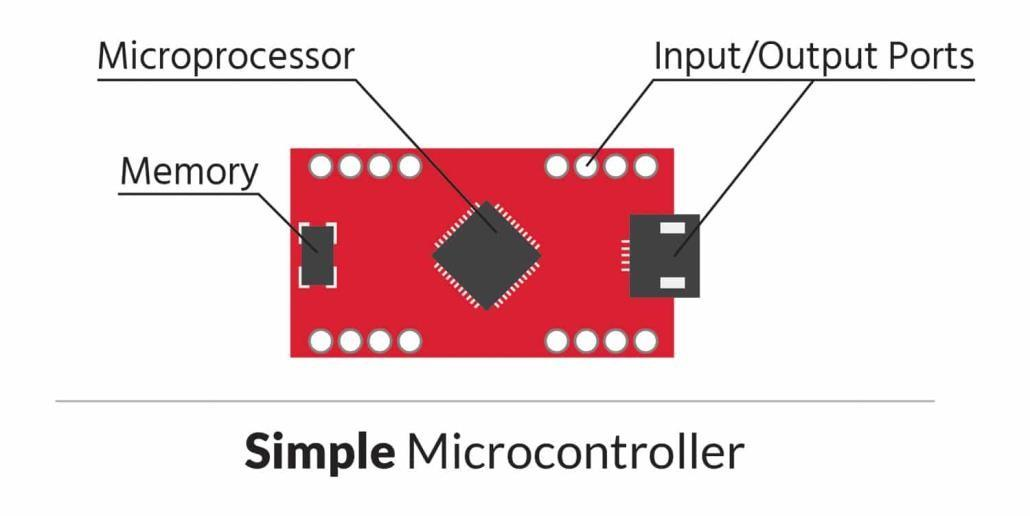 Microprocessor
Input/Output Ports
Memory
Simple Microcontroller